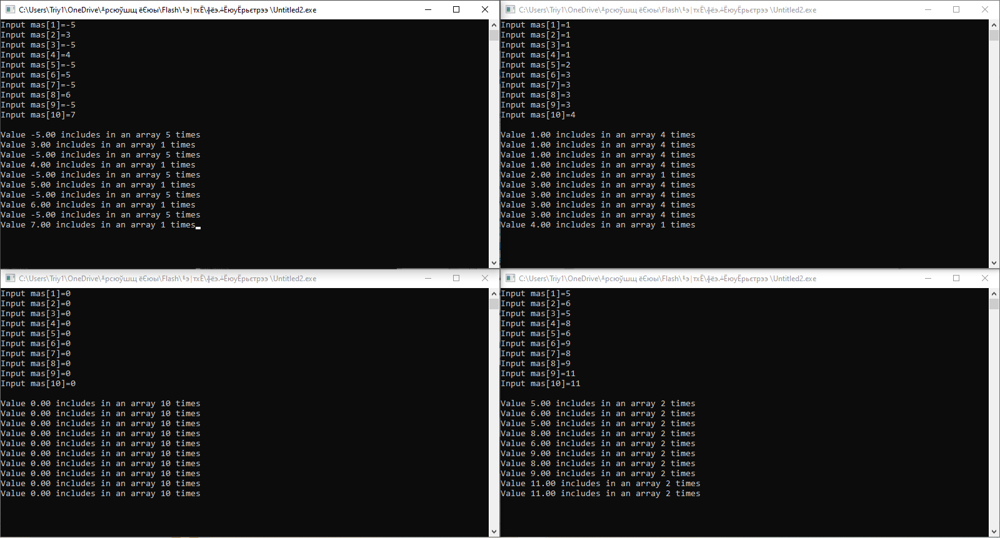 C:\Users\Triy1\OneDrive\╨рсюўшщ ёЄюы\Flash\╙э│тхЁ\╬ёэ.╧ЁюуЁрьєтрээ \Untitled2.exe
Input mas[1]=-5
Input mas[2]=3
Input mas[3]=-5
Input mas[4]=4
Input mas[5]=-5
Input mas[6]=5
Input mas[7]=-5
Input mas[8]=6
Input mas[9]=-5
Input mas[10]=7
Value -5.00 includes in an array 5 times
Value 3.00 includes in an array 1 times
Value -5.00 includes in an array 5 times
Value 4.00 includes in an array 1 times
Value -5.00 includes in an array 5 times
Value 5.00 includes in an array 1 times
Value -5.00 includes in an array 5 times
Value 6.00 includes in an array 1 times
Value -5.00 includes in an array 5 times
Value 7.00 includes in an array 1 times
C:\Users\Triy1\OneDrive\╨рсюўшщ ёЄюы\Flash\╙э│тхЁ\╬ёэ.╧ЁюуЁрьєтрээ \Untitled2.exe
Input mas[1]=1
Input mas[2]=1
Input mas[3]=1
Input mas[4]=1
Input mas[5]=2
Input mas[6]=3
Input mas[7]=3
Input mas[8]=3
Input mas[9]=3
Input mas[10]=4
Value 1.00 includes in an array 4 times
Value 1.00 includes in an array 4 times
Value 1.00 includes in an array 4 times
Value 1.00 includes in an array 4 times
Value 2.00 includes in an array 1 times
Value 3.00 includes in an array 4 times
Value 3.00 includes in an array 4 times
Value 3.00 includes in an array 4 times
Value 3.00 includes in an array 4 times
Value 4.00 includes in an array 1 times
C:\Users\Triy1\OneDrive\╨рсюўшщ ёЄюы\Flash\╙э│тхЁ\╬ёэ.╧ЁюуЁрьєтрээ \Untitled2.exe
Input mas[1]=0
Input mas[2]=0
Input mas[3]=0
Input mas[4]=0
Input mas[5]=0
Input mas[6]=0
Input mas[7]=0
Input mas[8]=0
Input mas[9]=0
Input mas[10]=0
Value 0.00 includes in an array 10 times
Value 0.00 includes in an array 10 times
Value 0.00 includes in an array 10 times
Value 0.00 includes in an array 10 times
Value 0.00 includes in an array 10 times
Value 0.00 includes in an array 10 times
Value 0.00 includes in an array 10 times
Value 0.00 includes in an array 10 times
Value 0.00 includes in an array 10 times
Value 0.00 includes in an array 10 times
C:\Users\Triy1\OneDrive\╨рсюўшщ ёЄюы\Flash\╙э│тхЁ\╬ёэ.╧ЁюуЁрьєтрээ \Untitled2.exe
Input mas[1]=5
Input mas[2]=6
Input mas[3]=5
Input mas[4]=8
Input mas[5]=6
Input mas[6]=9
Input mas[7]=8
Input mas[8]=9
Input mas[9]=11
Input mas[10]=11
Value 5.00 includes in an array 2 times
Value 6.00 includes in an array 2 times
Value 5.00 includes in an array 2 times
Value 8.00 includes in an array 2 times
Value 6.00 includes in an array 2 times
Value 9.00 includes in an array 2 times
Value 8.00 includes in an array 2 times
Value 9.00 includes in an array 2 times
Value 11.00 includes in an array 2 times
Value 11.00 includes in an array 2 times